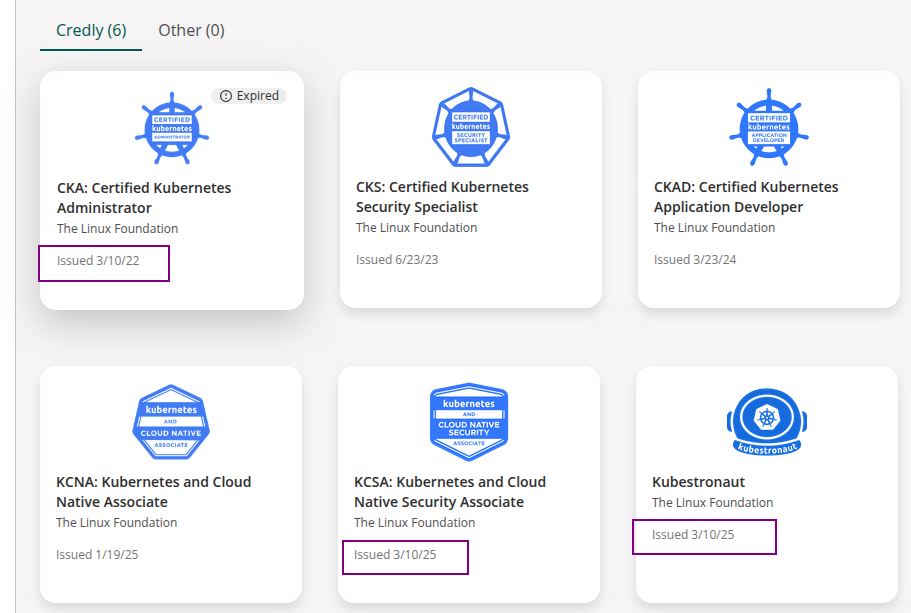 Credly (6) Other (0)
Expired
CERTIFIED
kubernetes
ADMINISTRATOR
CKA: Certified Kubernetes
Administrator
The Linux Foundation
Issued 3/10/22
CERTIFIED
kubernetes
SECURITY
SPECIALIST
CKS: Certified Kubernetes
Security Specialist
The Linux Foundation
Issued 6/23/23
CERTIFIED
kubernetes
APPLICATION
DEVELOPER
CKAD: Certified Kubernetes
Application Developer
The Linux Foundation
Issued 3/23/24
kubernetes
AND
CLOUD NATIVE
ASSOCIATE
KCNA: Kubernetes and Cloud
Native Associate
The Linux Foundation
Issued 1/19/25
kubernetes
AND
CLOUD NATIVE
SECURITY
ASSOCIATE
KCSA: Kubernetes and Cloud
Native Security Associate
The Linux Foundation
Issued 3/10/25
kubestronaut
Kubestronaut
The Linux Foundation
Issued 3/10/25